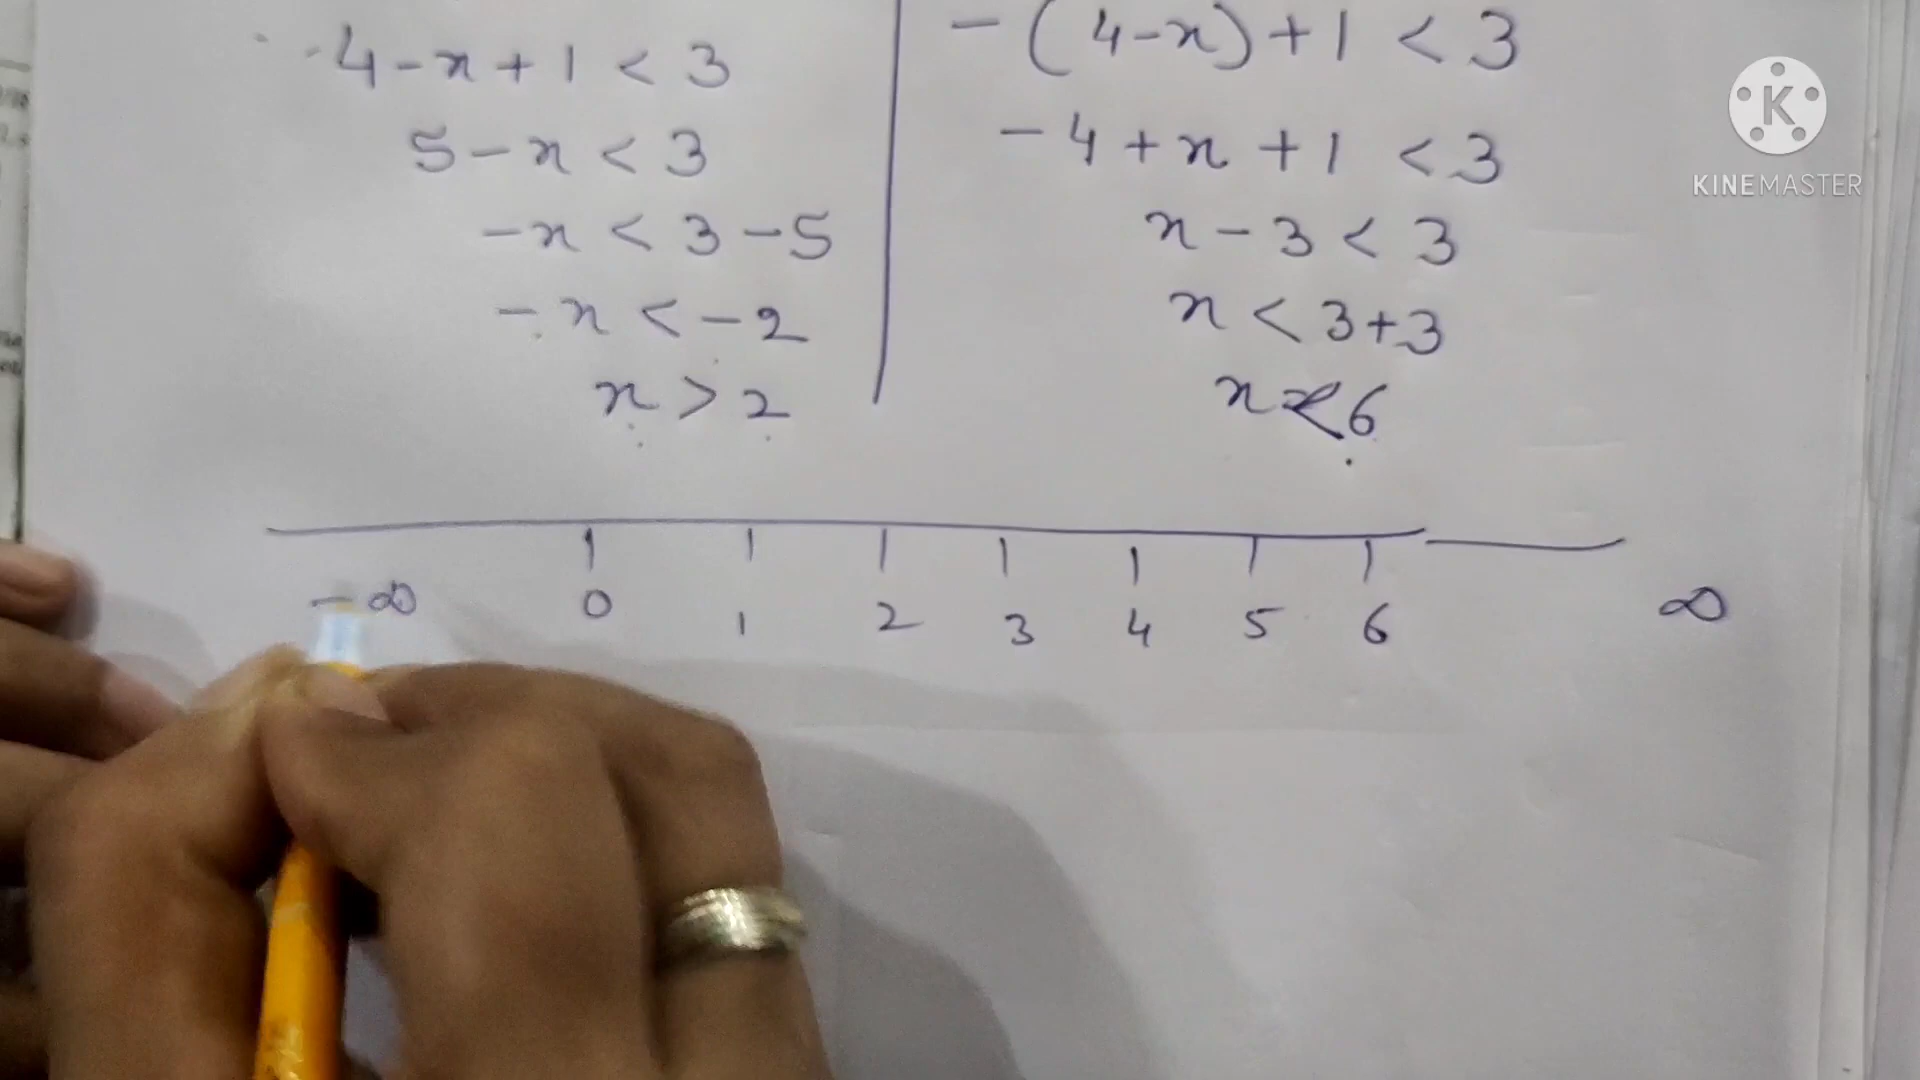 4-x+1<3
5-x<3
-x<3-5
-x<-2
x>2
-(4-x)+1<3
-4+x+1<3
x-3<3
x<3+3
x<6
-∞ 0 1 2 3 4 5 6 ∞
K
KINEMASTER